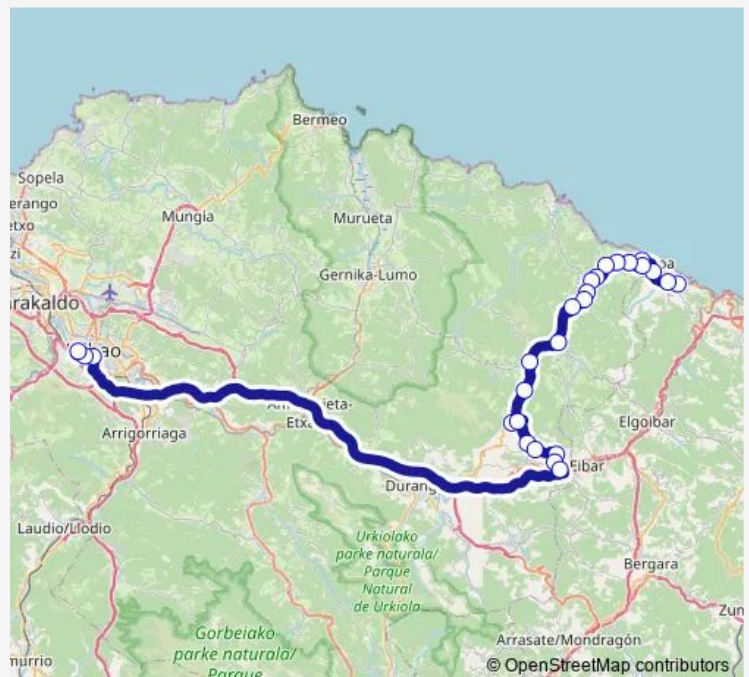 Bermeo
Sopela
Mungia
Murueta
Gernika-Lumo
Arrigorriaga
Elgoibar
Eibar
Laudio/Llodio
Urkiolako
parke naturala/
Parque
Natural
de Urkiola
Bergara
Gorbeiako
parke naturala/
Parque
Arrasate/Mondragón
© OpenStreetMap contributors